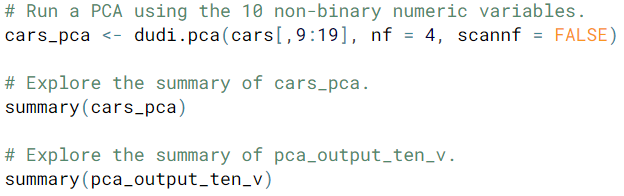 # Run a PCA using the 10 non-binary numeric variables.
cars_pca <- dudi.pca(cars[,9:19], nf = 4, scannf = FALSE)
# Explore the summary of cars_pca.
summary(cars_pca)
# Explore the summary of pca_output_ten_v.
summary(pca_output_ten_v)